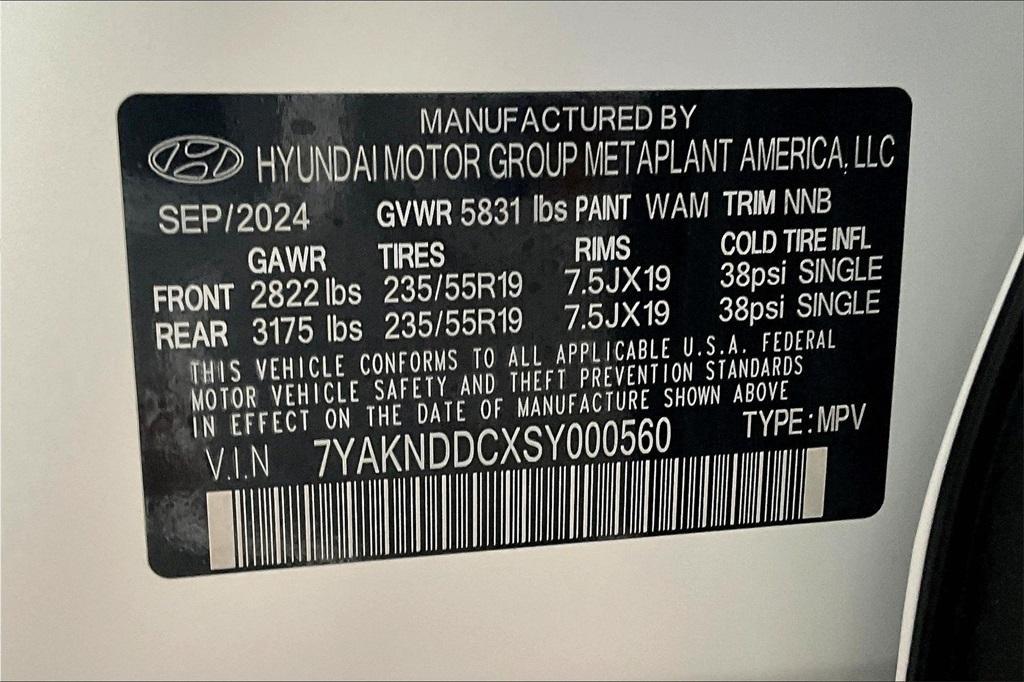 MANUFACTURED BY
HYUNDAI MOTOR GROUP METAPLANT AMERICA, LLC
SEP/2024 GVWR 5831 lbs PAINT WAM TRIM NNB
GAWR TIRES RIMS COLD TIRE INFL
FRONT 2822 lbs 235/55R19 7.5JX19 38psi SINGLE
REAR 3175 lbs 235/55R19 7.5JX19 38psi SINGLE
THIS VEHICLE CONFORMS TO ALL APPLICABLE U.S.A. FEDERAL
MOTOR VEHICLE SAFETY AND THEFT PREVENTION STANDARDS
IN EFFECT ON THE DATE OF MANUFACTURE SHOWN ABOVE
V.I.N 7YAKNDDCXSY000560 TYPE:MPV